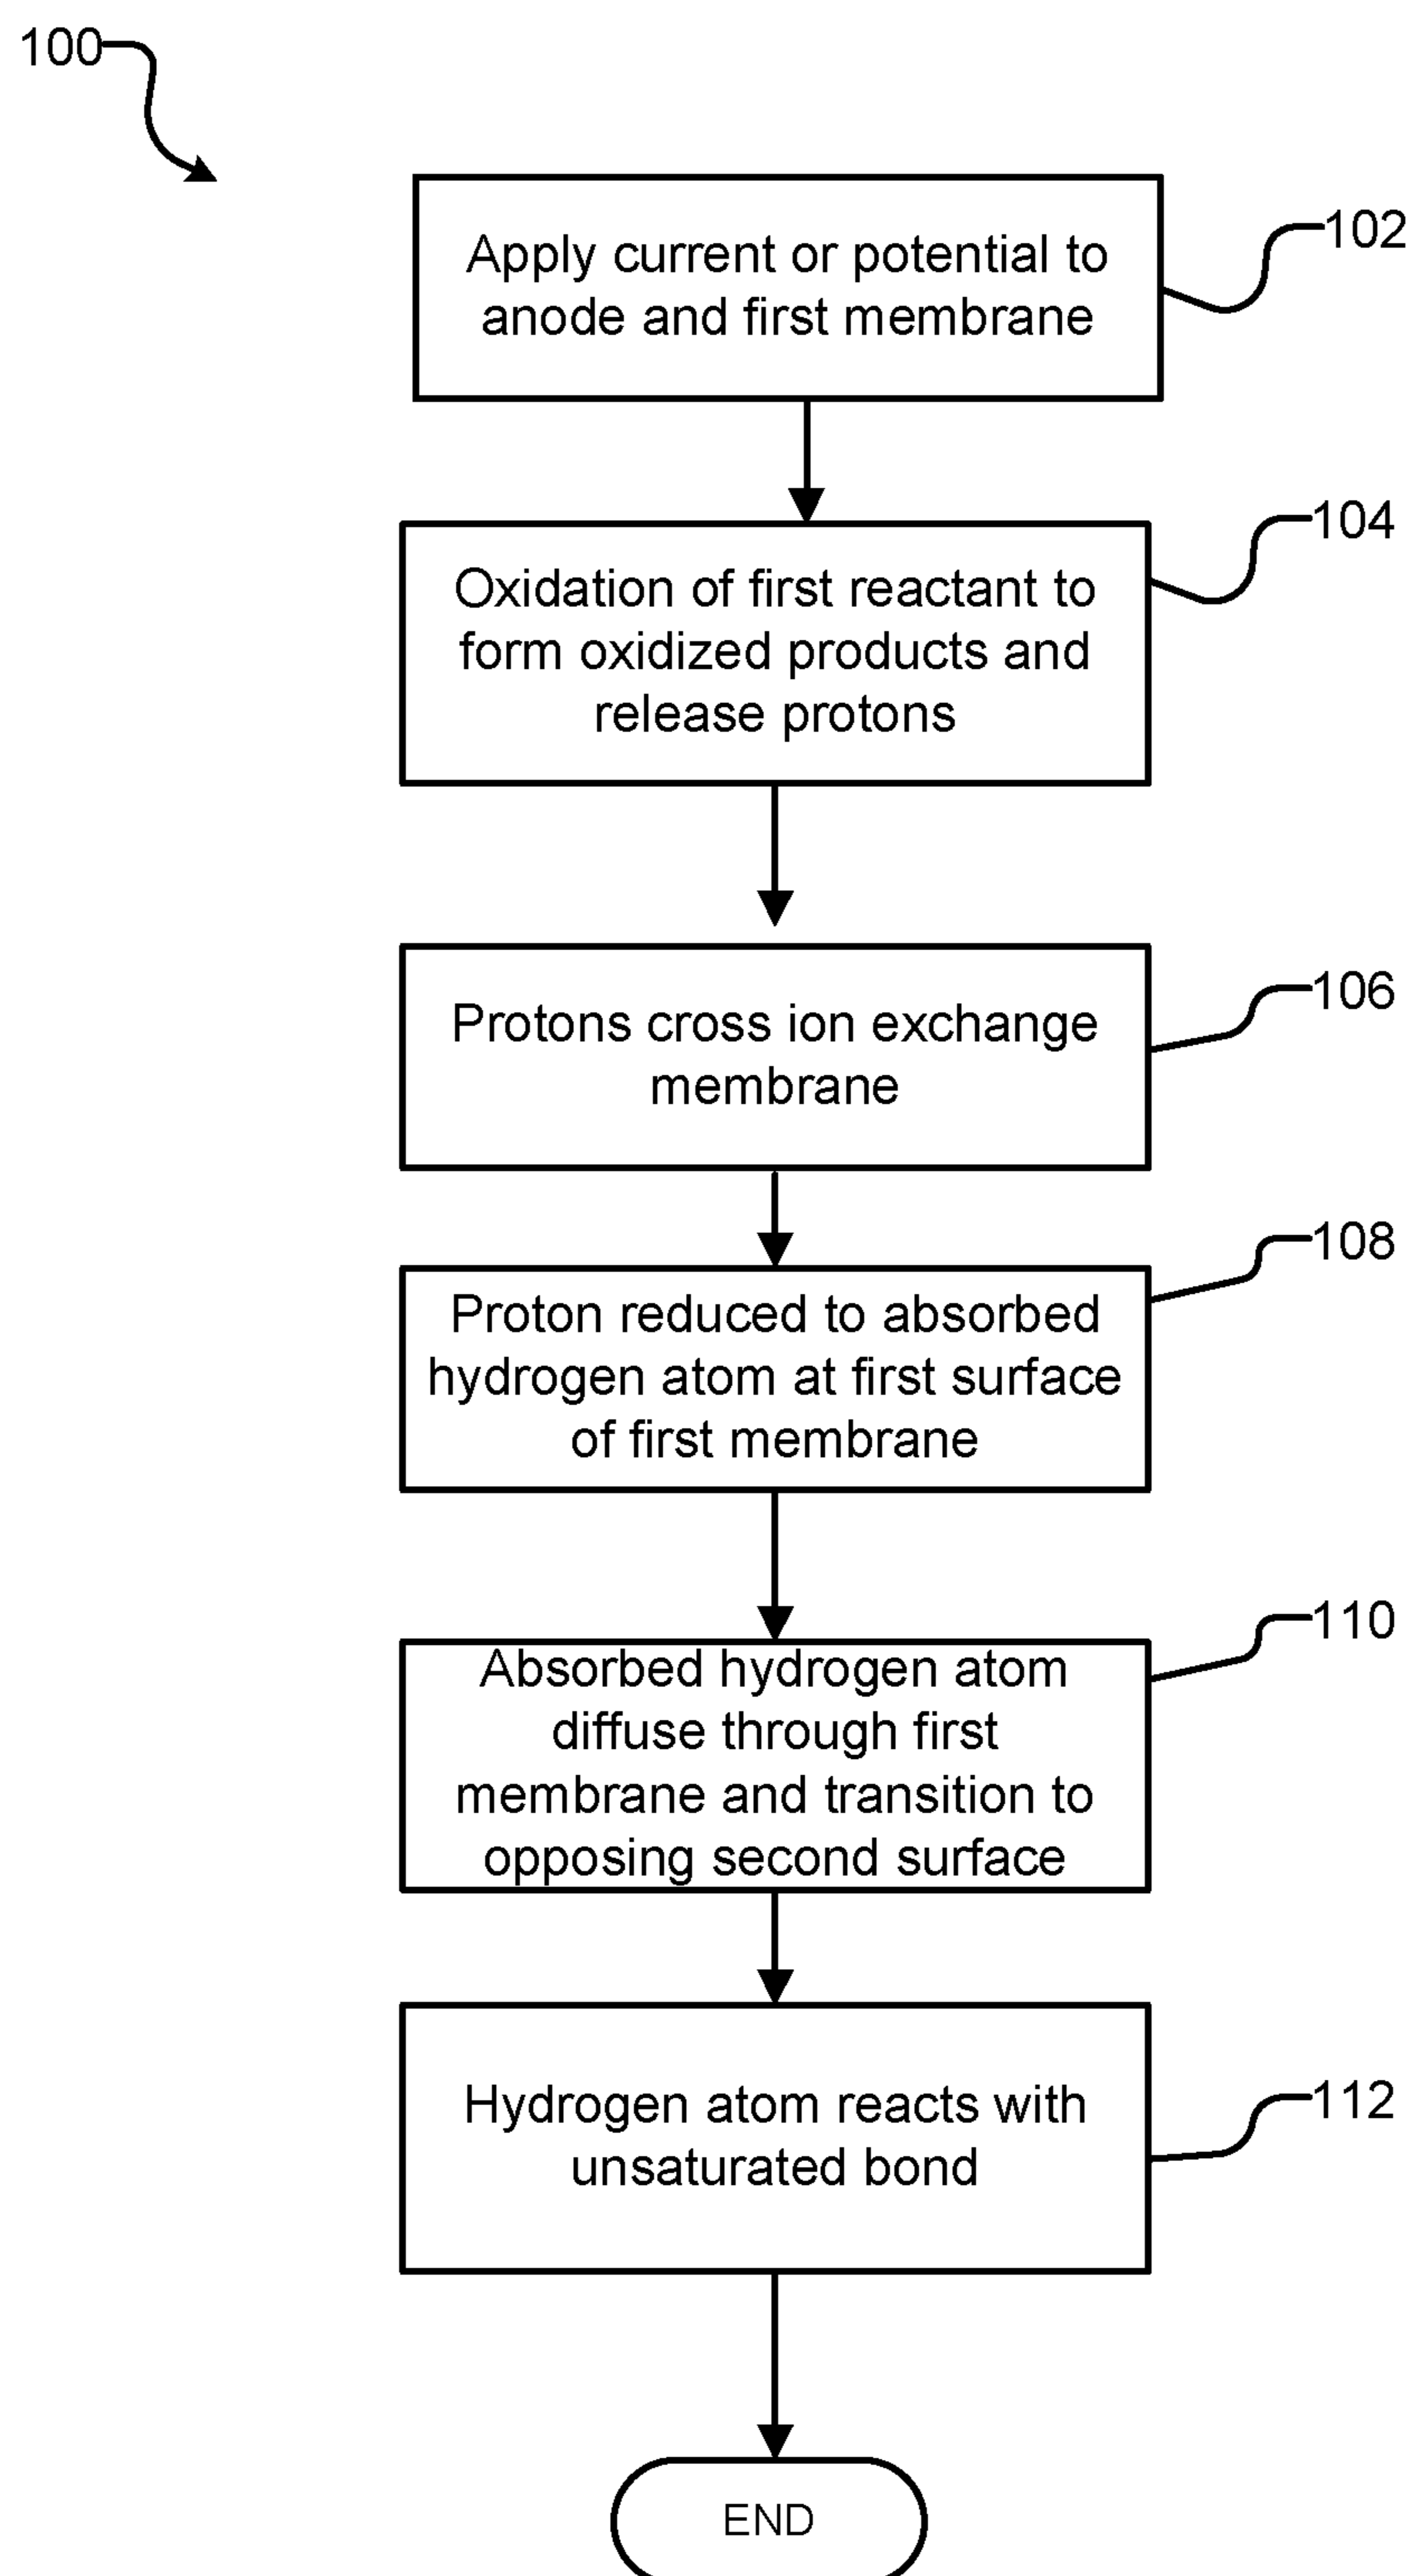 100
102
Apply current or potential to
anode and first membrane
104
Oxidation of first reactant to
form oxidized products and
release protons
106
Protons cross ion exchange
membrane
108
Proton reduced to absorbed
hydrogen atom at first surface
of first membrane
110
Absorbed hydrogen atom
diffuse through first
membrane and transition to
opposing second surface
112
Hydrogen atom reacts with
unsaturated bond
END